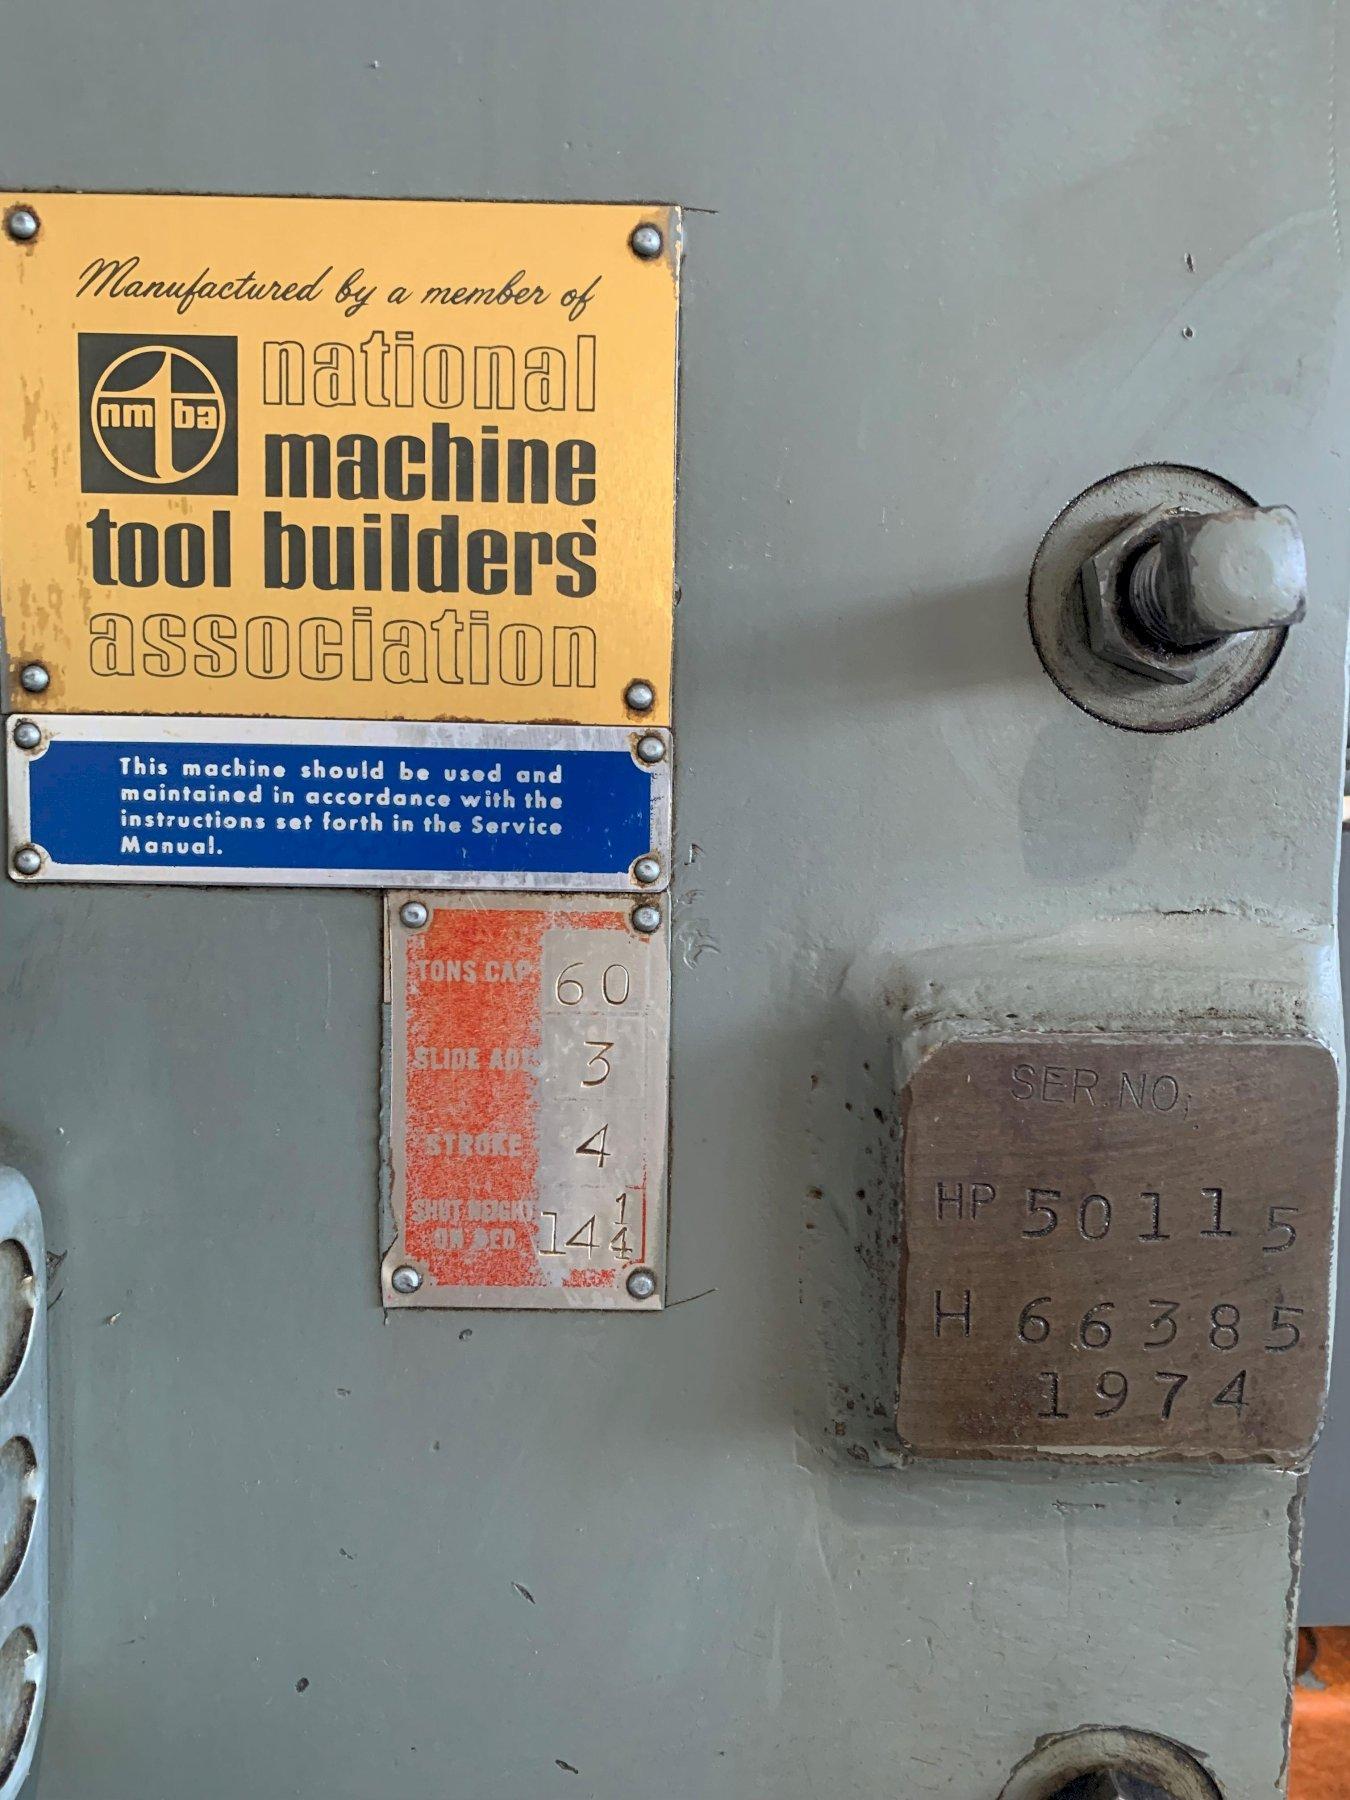 Manufactured by a member of
nm ba
national
machine
tool builders'
association
This machine should be used and
maintained in accordance with the
instructions set forth in the Service
Manual.
TONS CAP 60
SLIDE ADJ 3
STROKE 4
SHUT HEIGHT
ON BED 14 1/4
SER. NO.
HP 50115
H 66385
1974